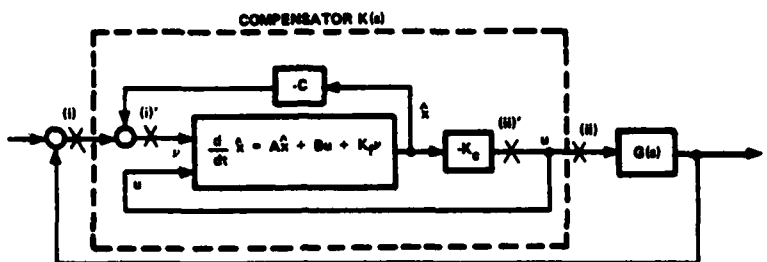 COMPENSATOR K(s)
-C
(i)
(i)'
x̂
(ii)'
(ii)
ν
d/dt x̂ = Ax̂ + Bu + K_f ν
-K_c
u
G(s)
u